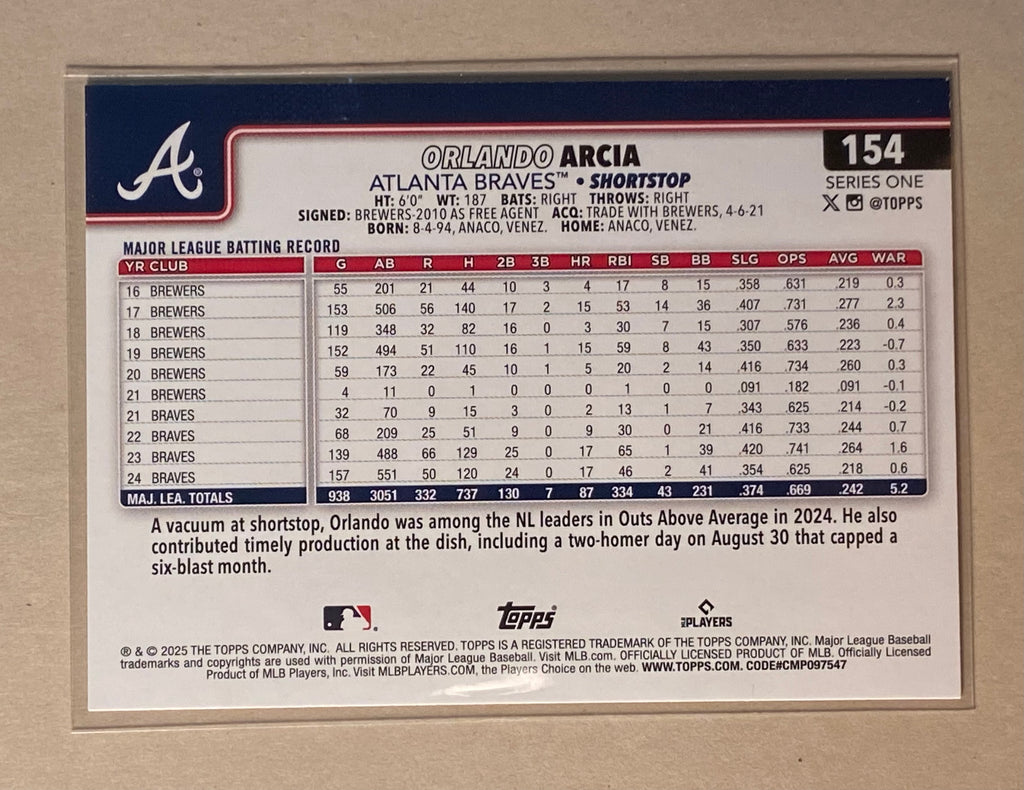 A
ORLANDO ARCIA
154
ATLANTA BRAVES™ • SHORTSTOP
SERIES ONE
HT: 6'0" WT: 187 BATS: RIGHT THROWS: RIGHT
@TOPPS
SIGNED: BREWERS-2010 AS FREE AGENT ACQ: TRADE WITH BREWERS, 4-6-21
BORN: 8-4-94, ANACO, VENEZ. HOME: ANACO, VENEZ.
MAJOR LEAGUE BATTING RECORD
YR CLUB G AB R H 2B 3B HR RBI SB BB SLG OPS AVG WAR
16 BREWERS 55 201 21 44 10 3 4 17 8 15 .358 .631 .219 0.3
17 BREWERS 153 506 56 140 17 2 15 53 14 36 .407 .731 .277 2.3
18 BREWERS 119 348 32 82 16 0 3 30 7 15 .307 .576 .236 0.4
19 BREWERS 152 494 51 110 16 1 15 59 8 43 .350 .633 .223 -0.7
20 BREWERS 59 173 22 45 10 1 5 20 2 14 .416 .734 .260 0.3
21 BREWERS 4 11 0 1 0 0 0 1 0 0 .091 .182 .091 -0.1
21 BRAVES 32 70 9 15 3 0 2 13 1 7 .343 .625 .214 -0.2
22 BRAVES 68 209 25 51 9 0 9 30 0 21 .416 .733 .244 0.7
23 BRAVES 139 488 66 129 25 0 17 65 1 39 .420 .741 .264 1.6
24 BRAVES 157 551 50 120 24 0 17 46 2 41 .354 .625 .218 0.6
MAJ. LEA. TOTALS 938 3051 332 737 130 7 87 334 43 231 .374 .669 .242 5.2
A vacuum at shortstop, Orlando was among the NL leaders in Outs Above Average in 2024. He also
contributed timely production at the dish, including a two-homer day on August 30 that capped a
six-blast month.
topps
PLAYERS
® & © 2025 THE TOPPS COMPANY, INC. ALL RIGHTS RESERVED. TOPPS IS A REGISTERED TRADEMARK OF THE TOPPS COMPANY, INC. Major League Baseball
trademarks and copyrights are used with permission of Major League Baseball. Visit MLB.com. OFFICIALLY LICENSED PRODUCT OF MLB. Officially Licensed
Product of MLB Players, Inc. Visit MLBPLAYERS.COM, the Players Choice on the web. WWW.TOPPS.COM. CODE#CMP097547